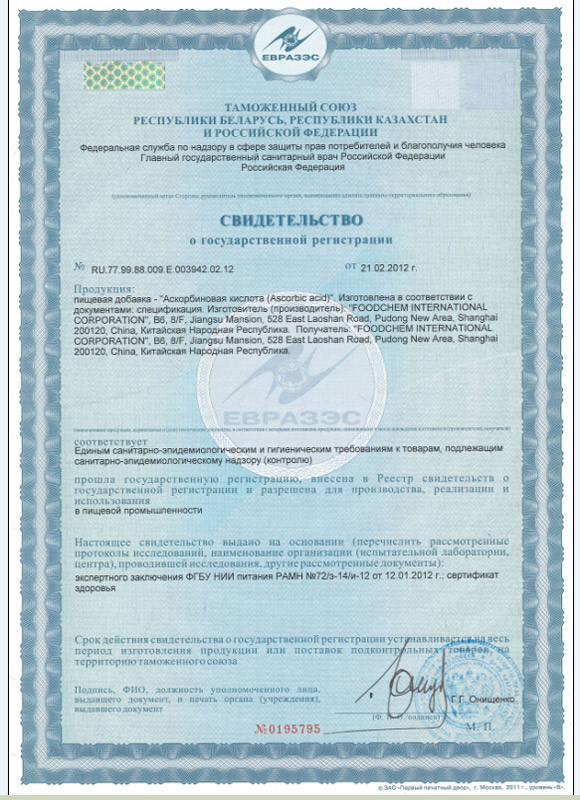 ЕВРАЗЭС
ТАМОЖЕННЫЙ СОЮЗ
РЕСПУБЛИКИ БЕЛАРУСЬ, РЕСПУБЛИКИ КАЗАХСТАН
И РОССИЙСКОЙ ФЕДЕРАЦИИ
Федеральная служба по надзору в сфере защиты прав потребителей и благополучия человека
Главный государственный санитарный врач Российской Федерации
Российская Федерация
(уполномоченный орган Стороны, руководитель уполномоченного органа, наименование административно-территориального образования)
СВИДЕТЕЛЬСТВО
о государственной регистрации
№ RU.77.99.88.009.Е.003942.02.12 от 21.02.2012 г.
Продукция:
пищевая добавка - "Аскорбиновая кислота (Ascorbic acid)". Изготовлена в соответствии с
документами: спецификация. Изготовитель (производитель): "FOODCHEM INTERNATIONAL
CORPORATION", B6, 8/F, Jiangsu Mansion, 528 East Laoshan Road, Pudong New Area, Shanghai
200120, China, Китайская Народная Республика. Получатель: "FOODCHEM INTERNATIONAL
CORPORATION", B6, 8/F, Jiangsu Mansion, 528 East Laoshan Road, Pudong New Area, Shanghai
200120, China, Китайская Народная Республика.
ЕВРАЗЭС
соответствует
Единым санитарно-эпидемиологическим и гигиеническим требованиям к товарам, подлежащим
санитарно-эпидемиологическому надзору (контролю)
прошла государственную регистрацию, внесена в Реестр свидетельств о
государственной регистрации и разрешена для производства, реализации и
использования
в пищевой промышленности
Настоящее свидетельство выдано на основании (перечислить рассмотренные
протоколы исследований, наименование организации (испытательной лаборатории,
центра), проводившей исследования, другие рассмотренные документы):
экспертного заключения ФГБУ НИИ питания РАМН №72/э-14/и-12 от 12.01.2012 г.; сертификат
здоровья
Срок действия свидетельства о государственной регистрации устанавливается на весь
период изготовления продукции или поставок подконтрольных товаров на
территорию таможенного союза
Подпись, ФИО, должность уполномоченного лица,
выдавшего документ, и печать органа (учреждения),
выдавшего документ
Г.Г. Онищенко
(Ф. И. О./подпись)
М. П.
№0195795
© ЗАО «Первый печатный двор», г. Москва, 2011 г., уровень «В».